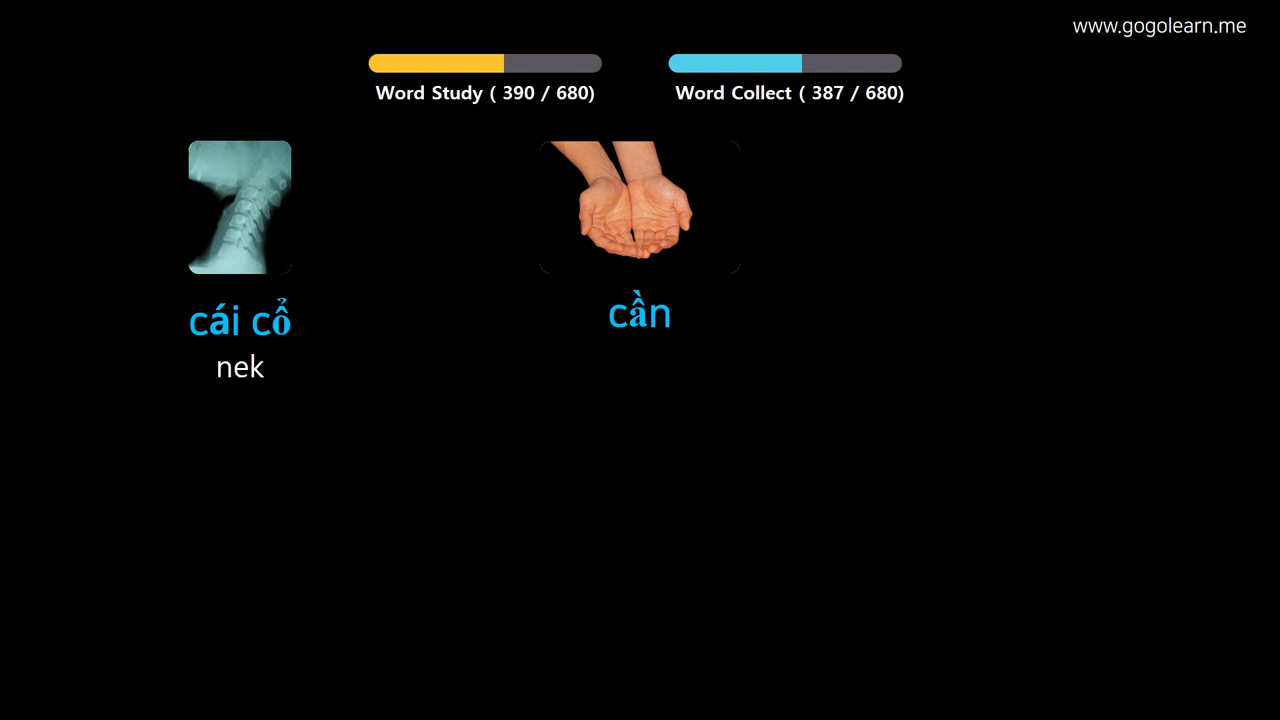 www.gogolearn.me
Word Study ( 390 / 680)
Word Collect ( 387 / 680)
cái cổ
nek
cần